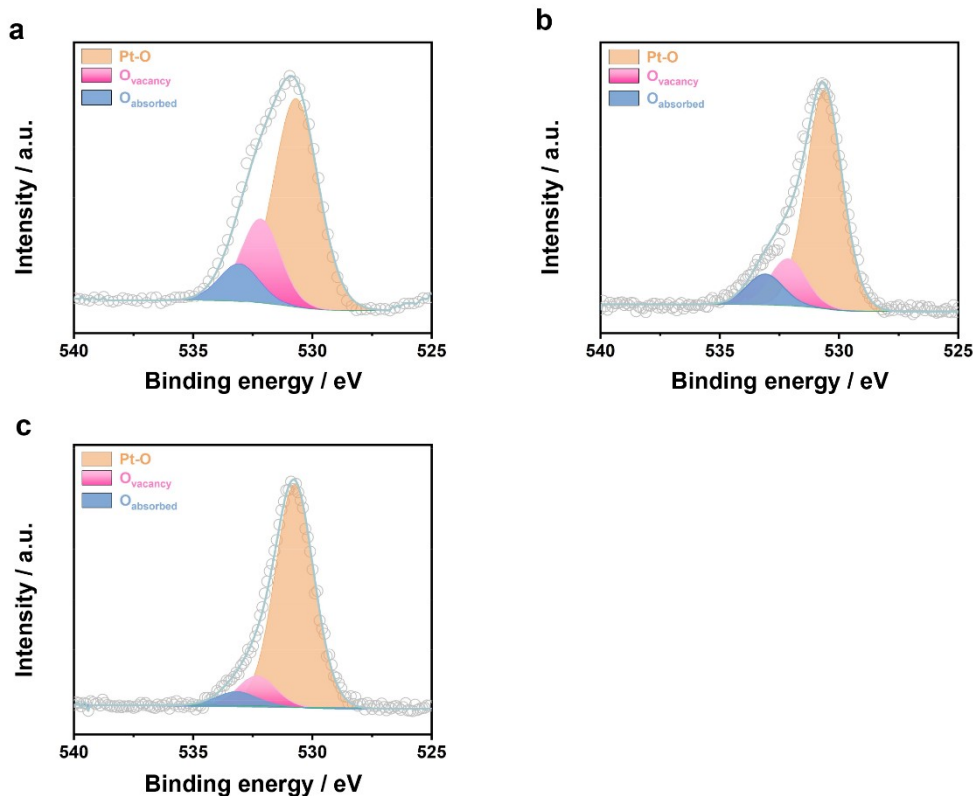 a
Pt-O
Ovacancy
Oabsorbed
Intensity / a.u.
540 535 530 525
Binding energy / eV
b
Pt-O
Ovacancy
Oabsorbed
Intensity / a.u.
540 535 530 525
Binding energy / eV
c
Pt-O
Ovacancy
Oabsorbed
Intensity / a.u.
540 535 530 525
Binding energy / eV